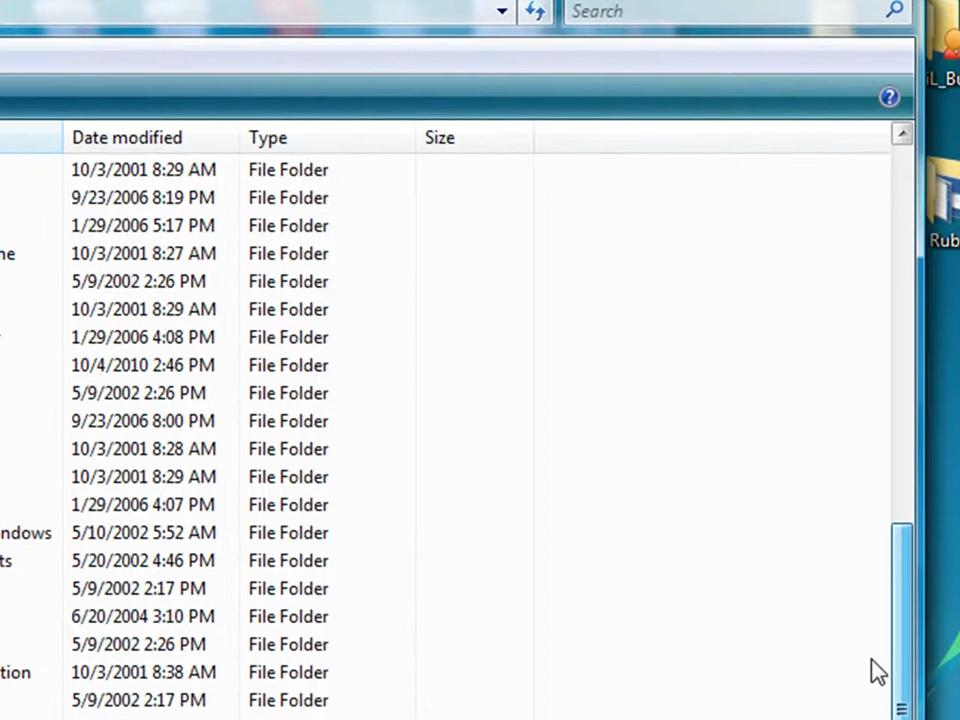 Search
iL_Bu
Date modified Type Size
10/3/2001 8:29 AM File Folder
9/23/2006 8:19 PM File Folder
1/29/2006 5:17 PM File Folder
Rub
ne 10/3/2001 8:27 AM File Folder
5/9/2002 2:26 PM File Folder
10/3/2001 8:29 AM File Folder
1/29/2006 4:08 PM File Folder
10/4/2010 2:46 PM File Folder
5/9/2002 2:26 PM File Folder
9/23/2006 8:00 PM File Folder
10/3/2001 8:28 AM File Folder
10/3/2001 8:29 AM File Folder
1/29/2006 4:07 PM File Folder
ndows 5/10/2002 5:52 AM File Folder
ts 5/20/2002 4:46 PM File Folder
5/9/2002 2:17 PM File Folder
6/20/2004 3:10 PM File Folder
5/9/2002 2:26 PM File Folder
tion 10/3/2001 8:38 AM File Folder
5/9/2002 2:17 PM File Folder